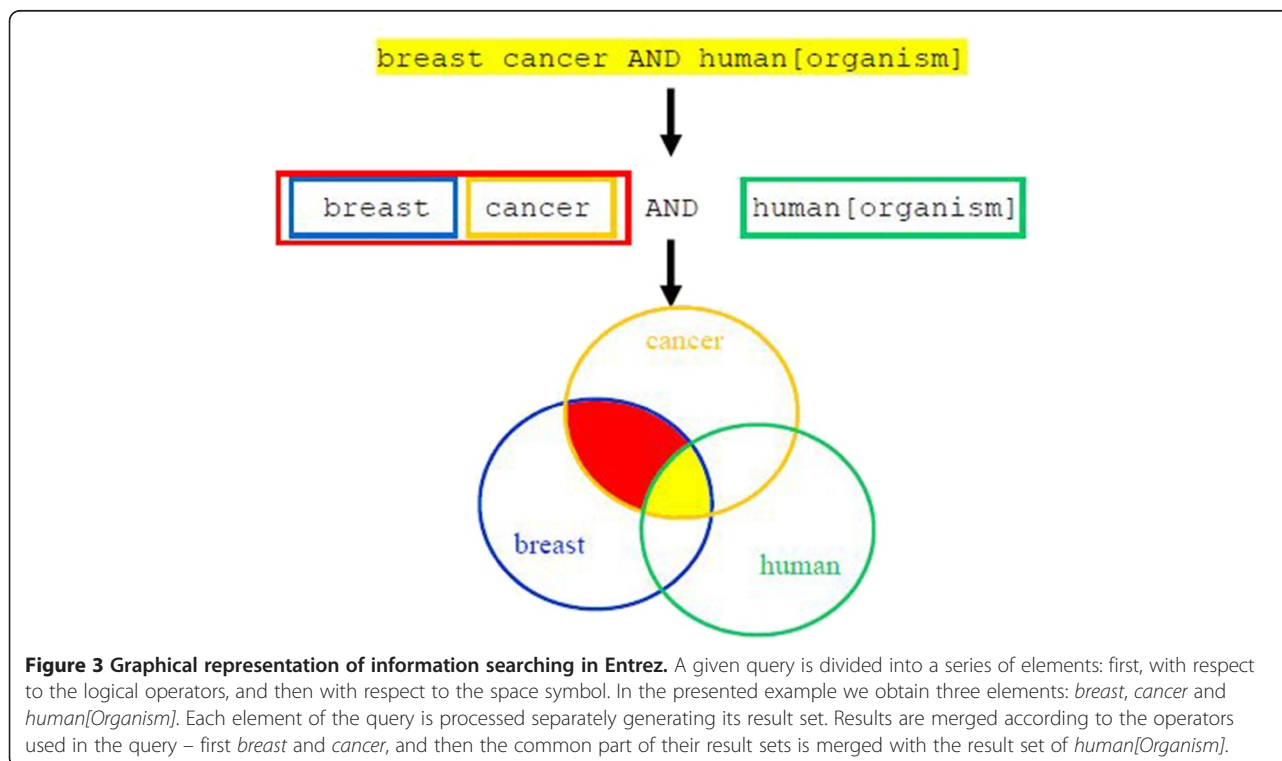 breast cancer AND human[organism]
breast cancer AND human[organism]
cancer
breast
human
Figure 3 Graphical representation of information searching in Entrez. A given query is divided into a series of elements: first, with respect
to the logical operators, and then with respect to the space symbol. In the presented example we obtain three elements: breast, cancer and
human[Organism]. Each element of the query is processed separately generating its result set. Results are merged according to the operators
used in the query – first breast and cancer, and then the common part of their result sets is merged with the result set of human[Organism].